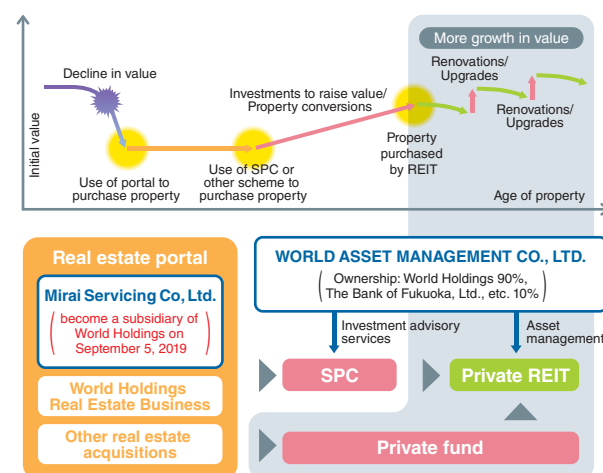 More growth in value
Renovations/
Upgrades
Decline in value
Investments to raise value/
Property conversions
Renovations/
Upgrades
Initial value
Property
purchased
by REIT
Use of portal to
purchase property
Use of SPC or
other scheme to
purchase property
Age of property
Real estate portal
Mirai Servicing Co, Ltd.
(become a subsidiary of
World Holdings on
September 5, 2019)
World Holdings
Real Estate Business
Other real estate
acquisitions
WORLD ASSET MANAGEMENT CO., LTD.
(Ownership: World Holdings 90%,
The Bank of Fukuoka, Ltd., etc. 10%)
Investment advisory
services
Asset
management
SPC
Private REIT
Private fund